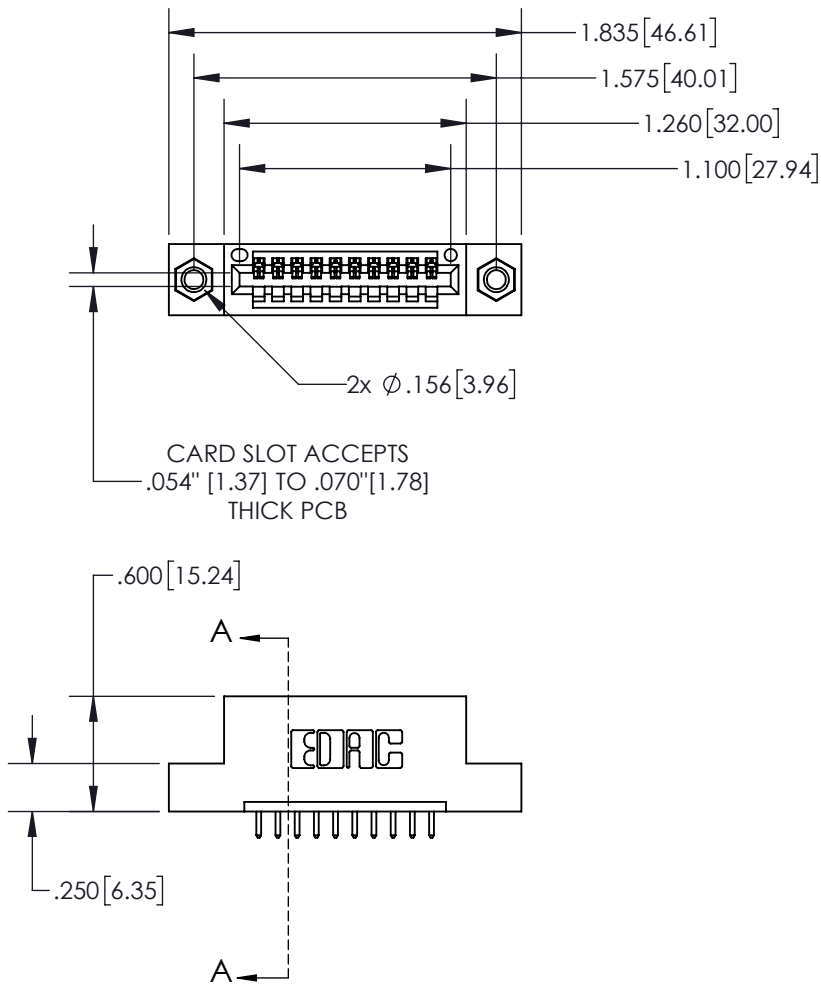 1.835[46.61]
1.575[40.01]
1.260[32.00]
1.100[27.94]
2x Ø.156[3.96]
CARD SLOT ACCEPTS
.054" [1.37] TO .070"[1.78]
THICK PCB
.600[15.24]
A
EDAC
.250[6.35]
A